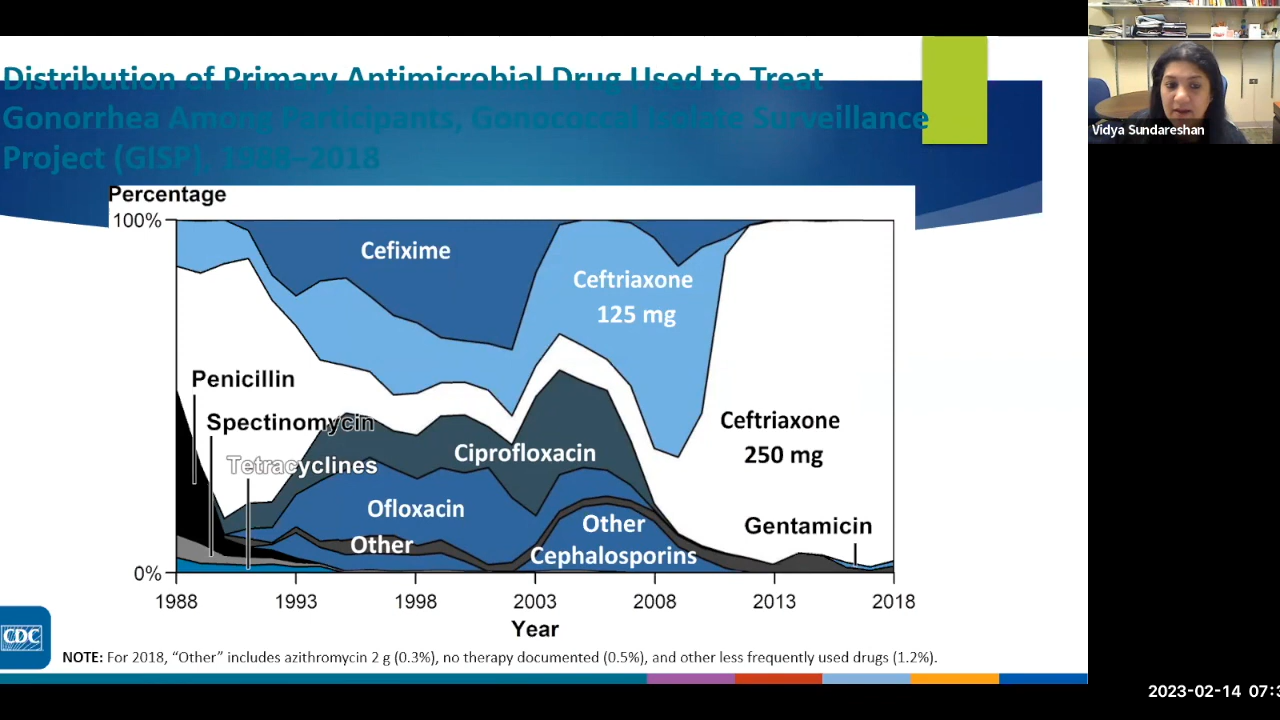 Distribution of Primary Antimicrobial Drug Used to Treat
Gonorrhea Among Participants, Gonococcal Isolate Surveillance
Project (GISP), 1988–2018
Vidya Sundareshan
Percentage
100%
Cefixime
Ceftriaxone
125 mg
Penicillin
Spectinomycin
Tetracyclines
Ciprofloxacin
Ceftriaxone
250 mg
Ofloxacin
Other
Other
Cephalosporins
Gentamicin
0%
1988 1993 1998 2003 2008 2013 2018
Year
CDC
NOTE: For 2018, “Other” includes azithromycin 2 g (0.3%), no therapy documented (0.5%), and other less frequently used drugs (1.2%).
2023-02-14 07:3